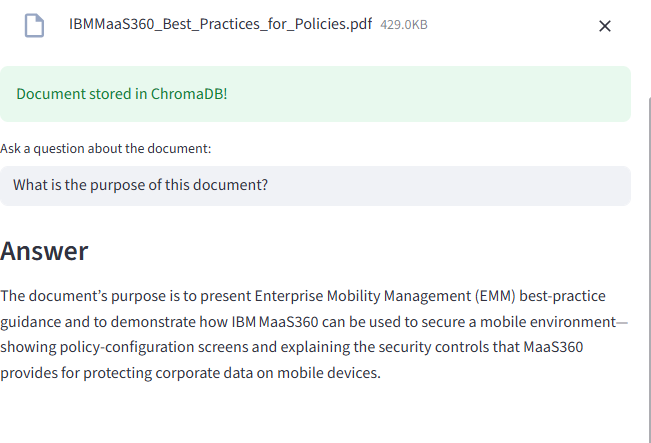 IBMMaaS360_Best_Practices_for_Policies.pdf 429.0KB
Document stored in ChromaDB!
Ask a question about the document:
What is the purpose of this document?
Answer
The document’s purpose is to present Enterprise Mobility Management (EMM) best-practice
guidance and to demonstrate how IBM MaaS360 can be used to secure a mobile environment—
showing policy-configuration screens and explaining the security controls that MaaS360
provides for protecting corporate data on mobile devices.